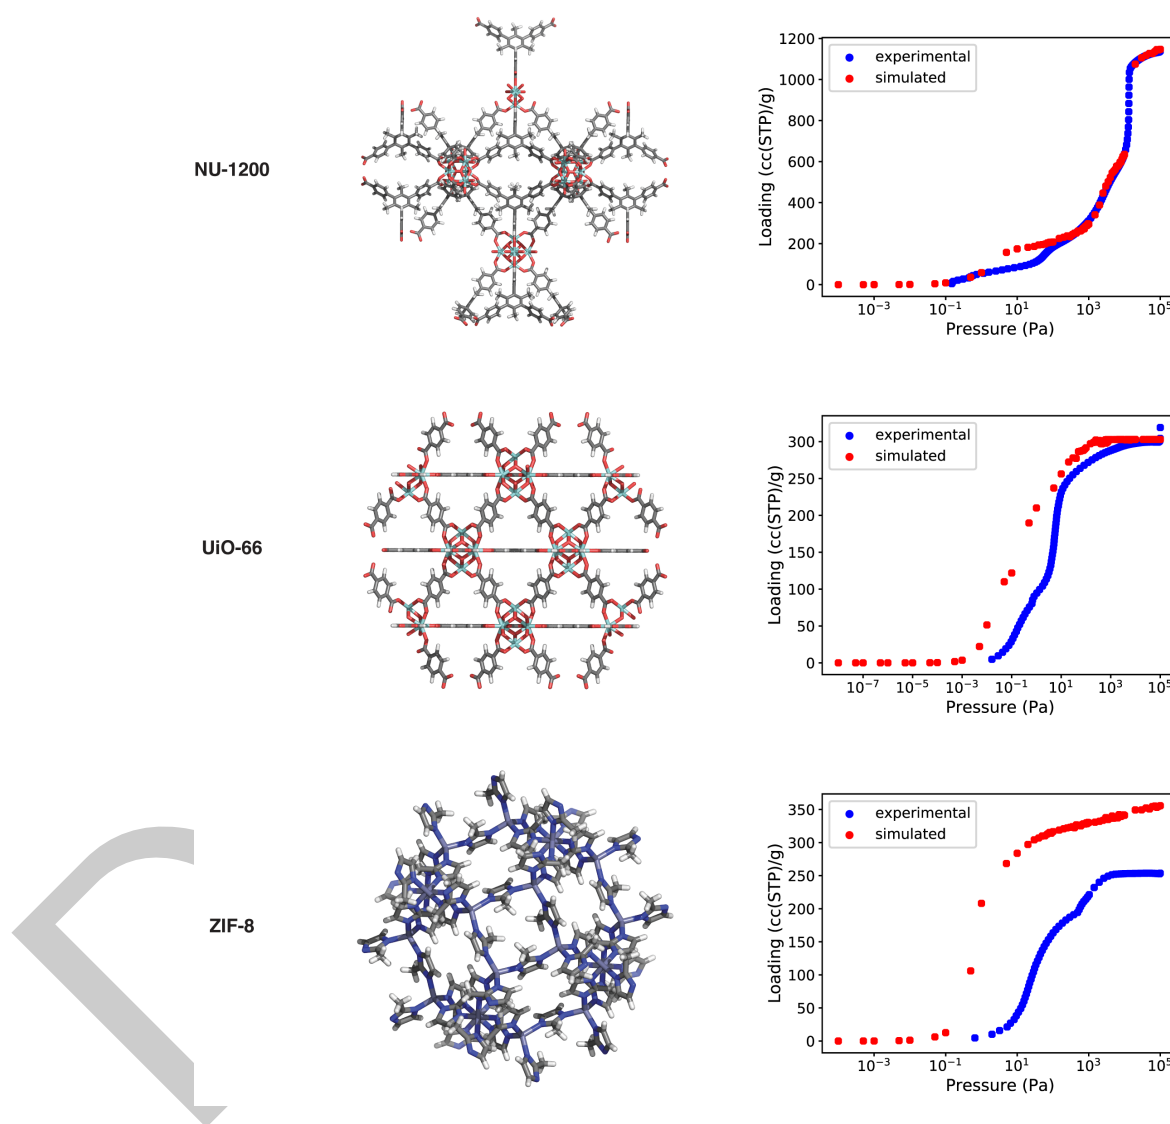 NU-1200
1200
1000
800
600
400
200
0
Loading (cc(STP)/g)
experimental
simulated
10⁻³ 10⁻¹ 10¹ 10³ 10⁵
Pressure (Pa)
UiO-66
300
250
200
150
100
50
0
Loading (cc(STP)/g)
experimental
simulated
10⁻⁷ 10⁻⁵ 10⁻³ 10⁻¹ 10¹ 10³ 10⁵
Pressure (Pa)
ZIF-8
350
300
250
200
150
100
50
0
Loading (cc(STP)/g)
experimental
simulated
10⁻³ 10⁻¹ 10¹ 10³ 10⁵
Pressure (Pa)